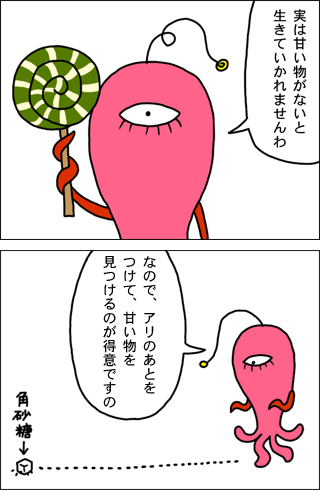 実は甘い物がないと
生きていかれませんわ
なので、アリのあとを
つけて、甘い物を
見つけるのが得意ですの
角砂糖→